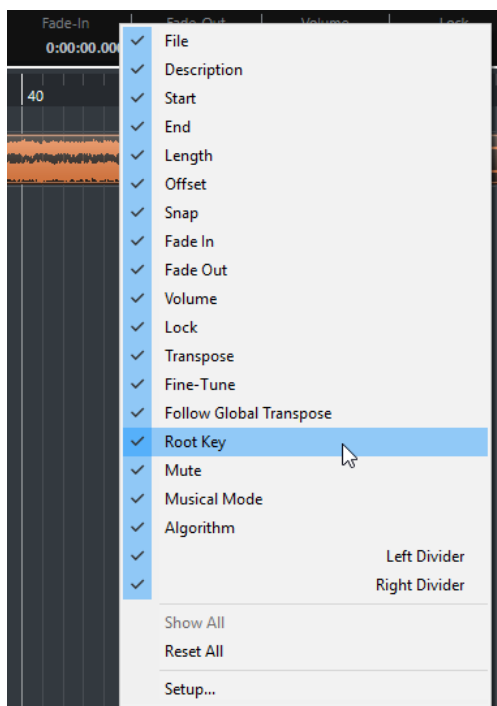 Fade-In Fade-Out Volume Lock
0:00:00.000
40
File
Description
Start
End
Length
Offset
Snap
Fade In
Fade Out
Volume
Lock
Transpose
Fine-Tune
Follow Global Transpose
Root Key
Mute
Musical Mode
Algorithm
Left Divider
Right Divider
Show All
Reset All
Setup...